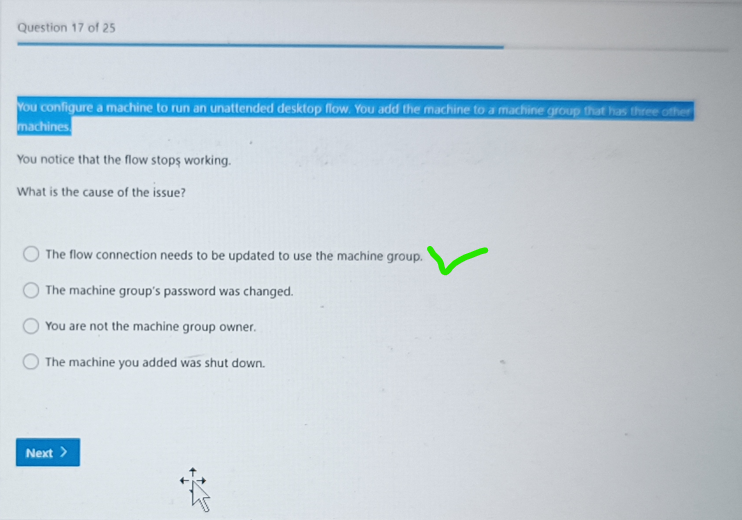 Question 17 of 25
You configure a machine to run an unattended desktop flow. You add the machine to a machine group that has three other
machines.
You notice that the flow stops working.
What is the cause of the issue?
The flow connection needs to be updated to use the machine group.
The machine group's password was changed.
You are not the machine group owner.
The machine you added was shut down.
Next >